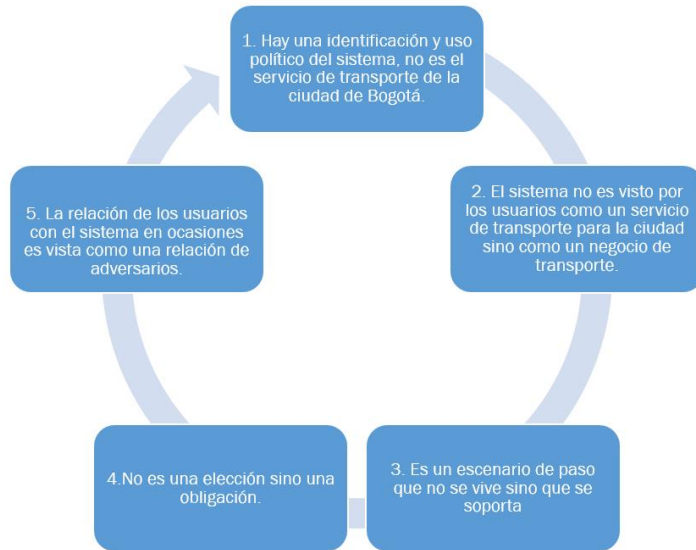 1. Hay una identificación y uso
político del sistema, no es el
servicio de transporte de la
ciudad de Bogotá.
2. El sistema no es visto por
los usuarios como un servicio
de transporte para la ciudad
sino como un negocio de
transporte.
3. Es un escenario de paso
que no se vive sino que se
soporta
4.No es una elección sino una
obligación.
5. La relación de los usuarios
con el sistema en ocasiones
es vista como una relación de
adversarios.